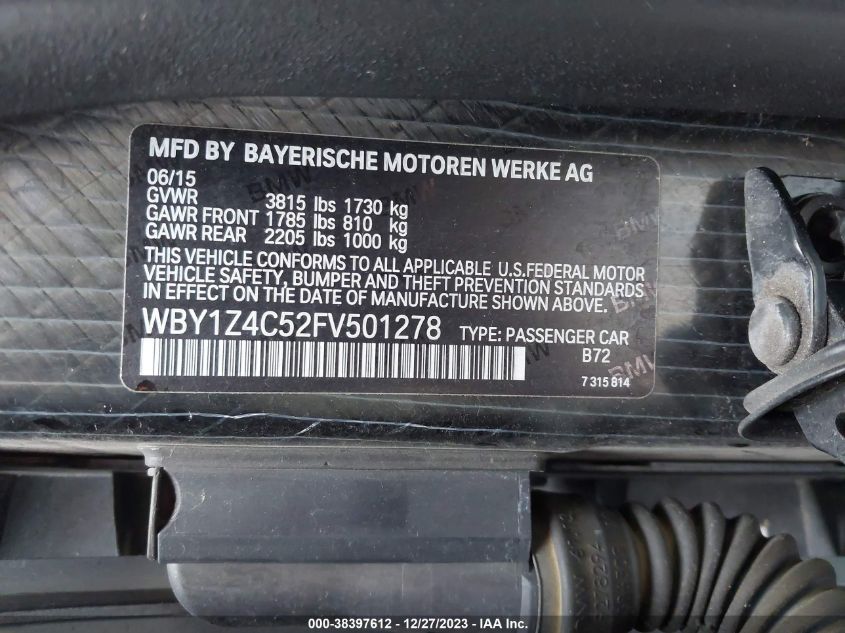 MFD BY BAYERISCHE MOTOREN WERKE AG
06/15
GVWR 3815 lbs 1730 kg
GAWR FRONT 1785 lbs 810 kg
GAWR REAR 2205 lbs 1000 kg
THIS VEHICLE CONFORMS TO ALL APPLICABLE U.S.FEDERAL MOTOR
VEHICLE SAFETY, BUMPER AND THEFT PREVENTION STANDARDS
IN EFFECT ON THE DATE OF MANUFACTURE SHOWN ABOVE.
WBY1Z4C52FV501278 TYPE: PASSENGER CAR
B72
7 315 814
000-38397612 – 12/27/2023 – IAA Inc.